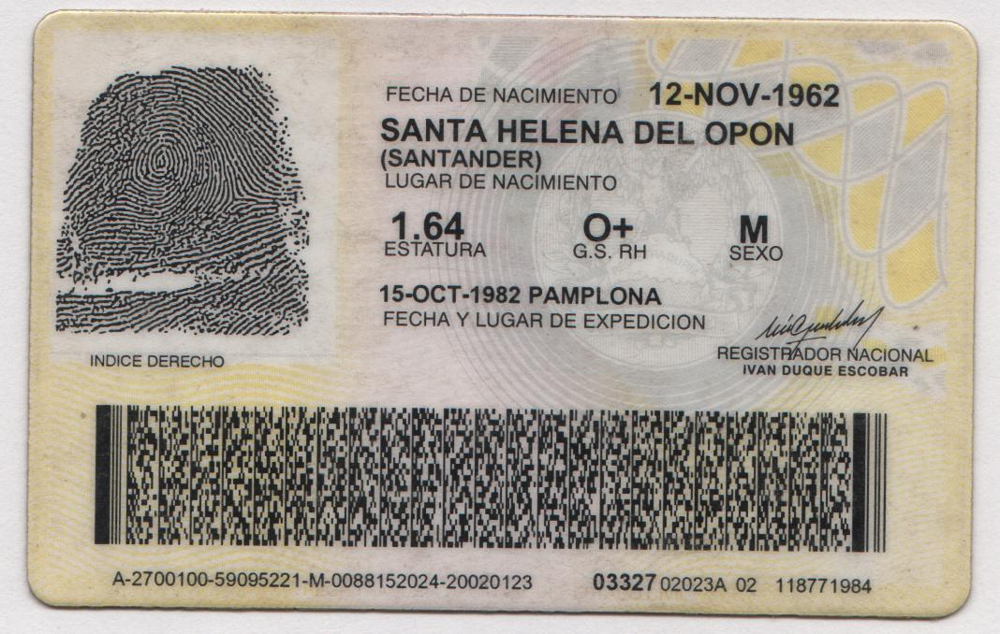 FECHA DE NACIMIENTO 12-NOV-1962
SANTA HELENA DEL OPON
(SANTANDER)
LUGAR DE NACIMIENTO
1.64 O+ M
ESTATURA G.S. RH SEXO
15-OCT-1982 PAMPLONA
FECHA Y LUGAR DE EXPEDICION
REGISTRADOR NACIONAL
IVAN DUQUE ESCOBAR
INDICE DERECHO
A-2700100-59095221-M-0088152024-20020123 03327 02023A 02 118771984